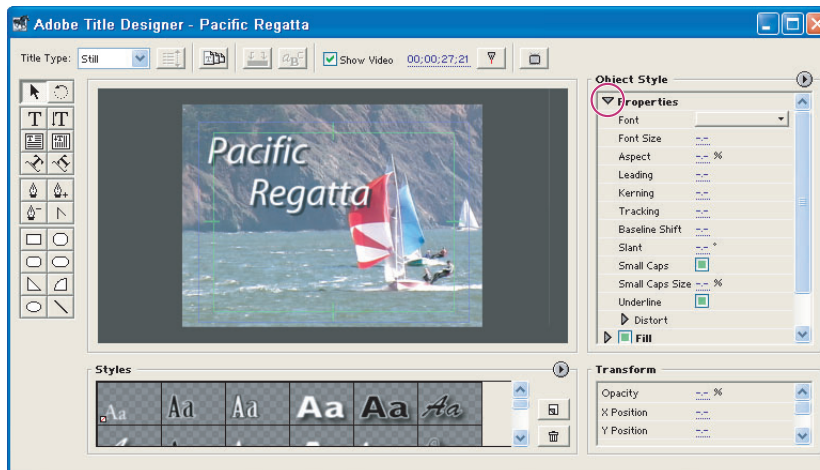 Adobe Title Designer - Pacific Regatta
Title Type: Still
Show Video 00;00;27;21
Object Style
Properties
Font
Font Size --.--
Aspect --.-- %
Leading --.--
Kerning --.--
Tracking --.--
Baseline Shift --.--
Slant --.-- °
Small Caps
Small Caps Size --.-- %
Underline
Distort
Fill
T IT
Pacific
Regatta
Styles
Aa Aa Aa Aa Aa Aa
Transform
Opacity --.-- %
X Position --.--
Y Position --.--